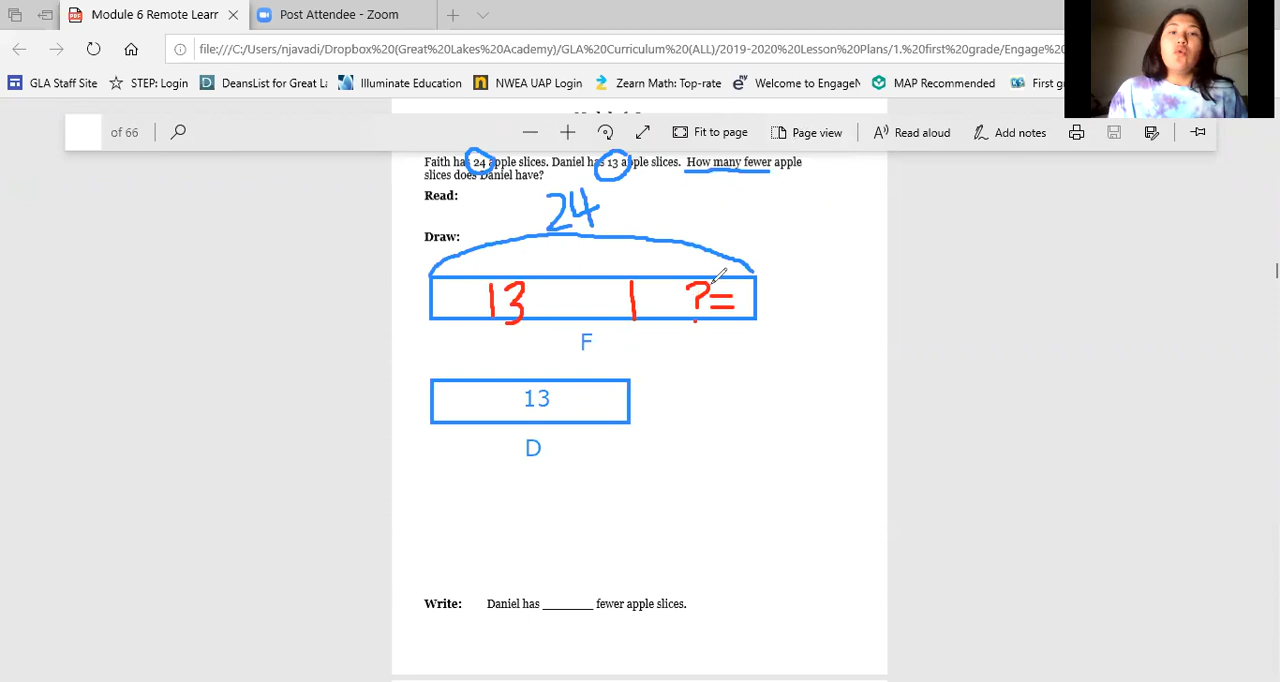 Module 6 Remote Learn
Post Attendee - Zoom
file:///C:/Users/njavadi/Dropbox%20(Great%20Lakes%20Academy)/GLA%20Curriculum%20(ALL)/2019-2020%20Lesson%20Plans/1.%20first%20grade/Engage%
GLA Staff Site
STEP: Login
DeansList for Great La
Illuminate Education
NWEA UAP Login
Zearn Math: Top-rate
Welcome to EngageN
MAP Recommended
First g
of 66
Fit to page
Page view
Read aloud
Add notes
Faith has 24 apple slices. Daniel has 13 apple slices. How many fewer apple
slices does Daniel have?
Read:
24
Draw:
13 | ?=
F
13
D
Write: Daniel has ________ fewer apple slices.